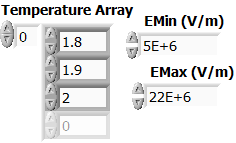 Temperature Array
0
1.8
1.9
2
0
EMin (V/m)
5E+6
EMax (V/m)
22E+6